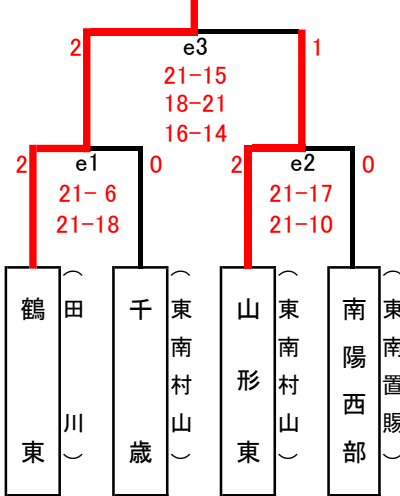 2 e3 1
21-15
18-21
16-14
2 e1 0
21- 6
21-18
2 e2 0
21-17
21-10
鶴東
(田川)
千歳
(東南村山)
山形東
(東南村山)
南陽西部
(東南置賜)